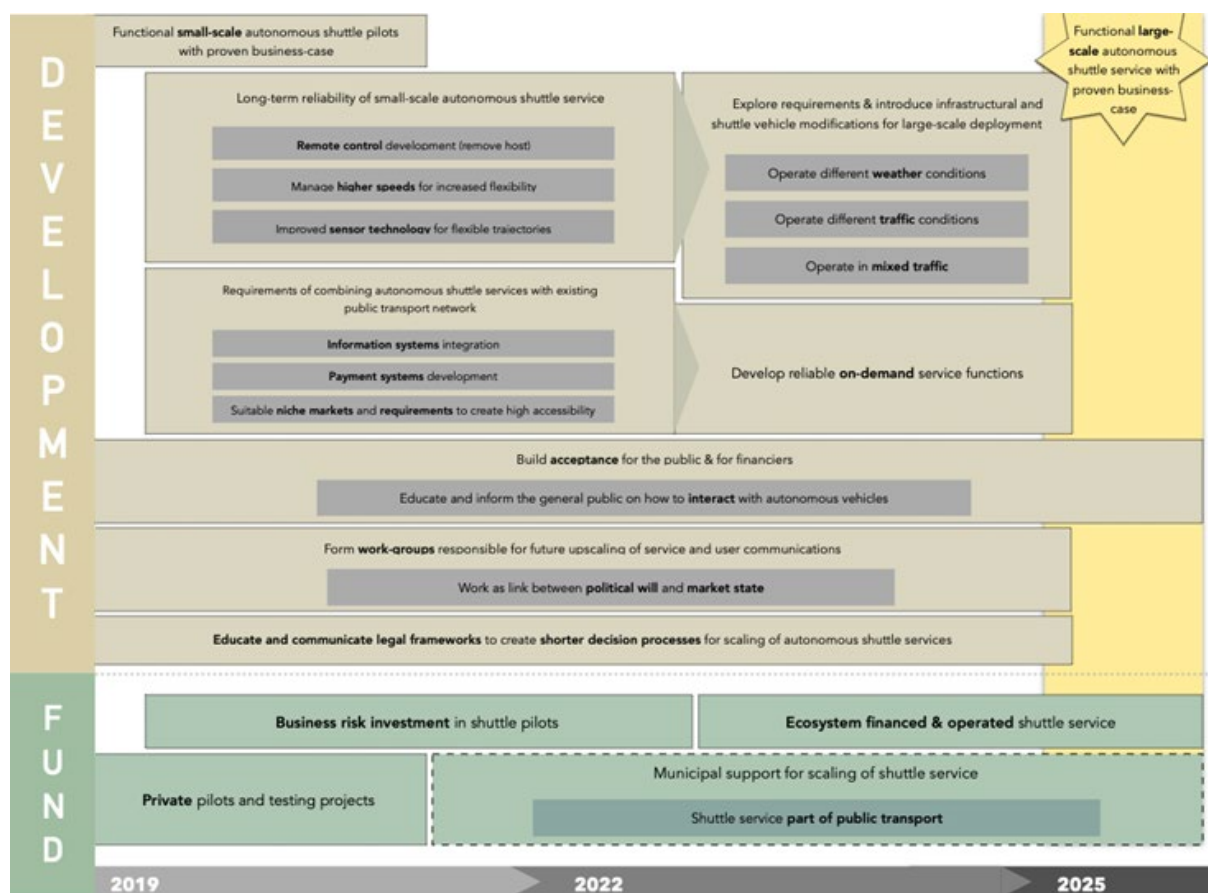 DEVELOPMENT
Functional small-scale autonomous shuttle pilots
with proven business-case
Functional large-
scale autonomous
shuttle service with
proven business-
case
Long-term reliability of small-scale autonomous shuttle service
Remote control development (remove host)
Manage higher speeds for increased flexibility
Improved sensor technology for flexible trajectories
Explore requirements & introduce infrastructural and
shuttle vehicle modifications for large-scale deployment
Operate different weather conditions
Operate different traffic conditions
Operate in mixed traffic
Requirements of combining autonomous shuttle services with existing
public transport network
Information systems integration
Payment systems development
Suitable niche markets and requirements to create high accessibility
Develop reliable on-demand service functions
Build acceptance for the public & for financiers
Educate and inform the general public on how to interact with autonomous vehicles
Form work-groups responsible for future upscaling of service and user communications
Work as link between political will and market state
Educate and communicate legal frameworks to create shorter decision processes for scaling of autonomous shuttle services
FUND
Business risk investment in shuttle pilots
Ecosystem financed & operated shuttle service
Private pilots and testing projects
Municipal support for scaling of shuttle service
Shuttle service part of public transport
2019
2022
2025